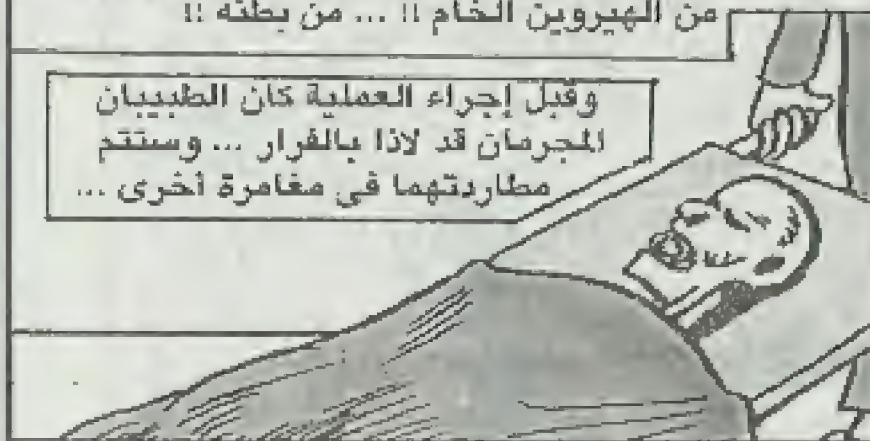 من الهيروين الخام !! ... من بطنه !!
وقبل إجراء العملية كان الطبيبان
المجرمان قد لاذا بالفرار ... وستتم
مطاردتهما في مغامرة أخرى ...